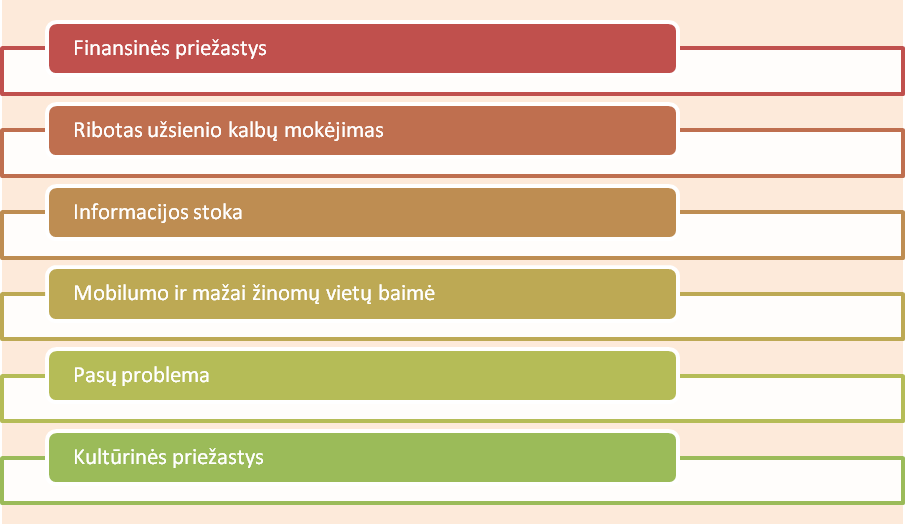 Finansinės priežastys
Ribotas užsienio kalbų mokėjimas
Informacijos stoka
Mobilumo ir mažai žinomų vietų baimė
Pasų problema
Kultūrinės priežastys